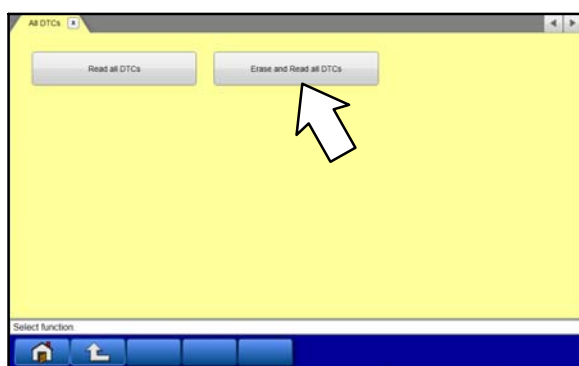 All DTCs x
Read all DTCs
Erase and Read all DTCs
Select function